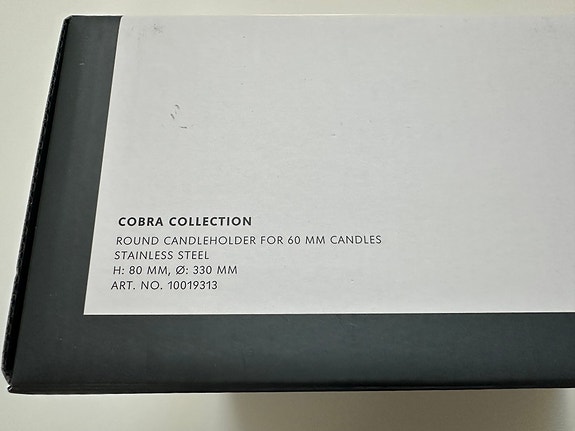 COBRA COLLECTION
ROUND CANDLEHOLDER FOR 60 MM CANDLES
STAINLESS STEEL
H: 80 MM, Ø: 330 MM
ART. NO. 10019313